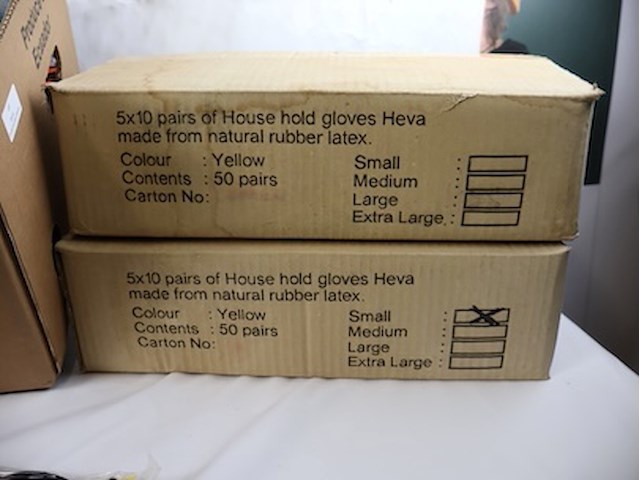 Produce
Ecuador
5x10 pairs of House hold gloves Heva
made from natural rubber latex.
Colour : Yellow
Contents : 50 pairs
Carton No:
Small :
Medium :
Large :
Extra Large :
5x10 pairs of House hold gloves Heva
made from natural rubber latex.
Colour : Yellow
Contents : 50 pairs
Carton No:
Small : X
Medium :
Large :
Extra Large :